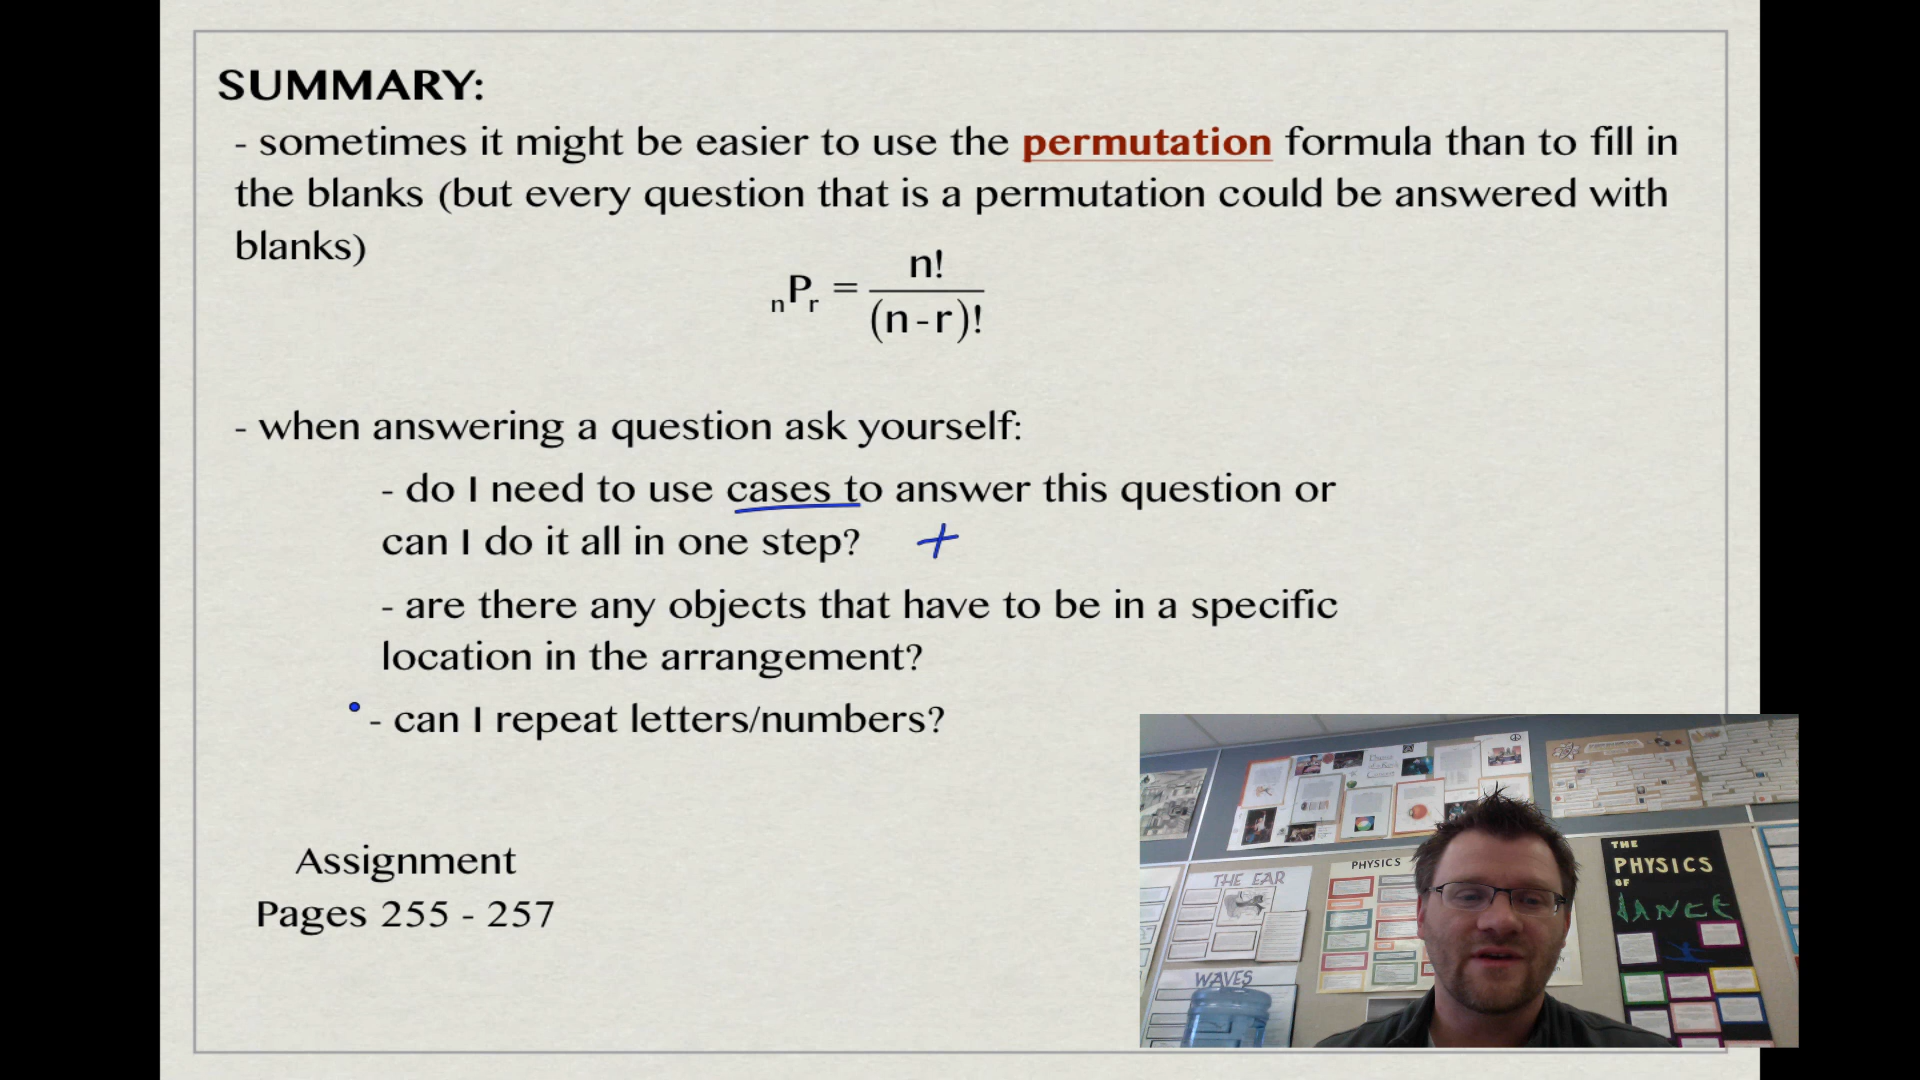 SUMMARY:
- sometimes it might be easier to use the permutation formula than to fill in
the blanks (but every question that is a permutation could be answered with
blanks)
nPr = n! / (n-r)!
- when answering a question ask yourself:
- do I need to use cases to answer this question or
can I do it all in one step? +
- are there any objects that have to be in a specific
location in the arrangement?
- can I repeat letters/numbers?
Assignment
Pages 255 - 257
THE EAR
WAVES
PHYSICS
THE
PHYSICS
OF
DANCE